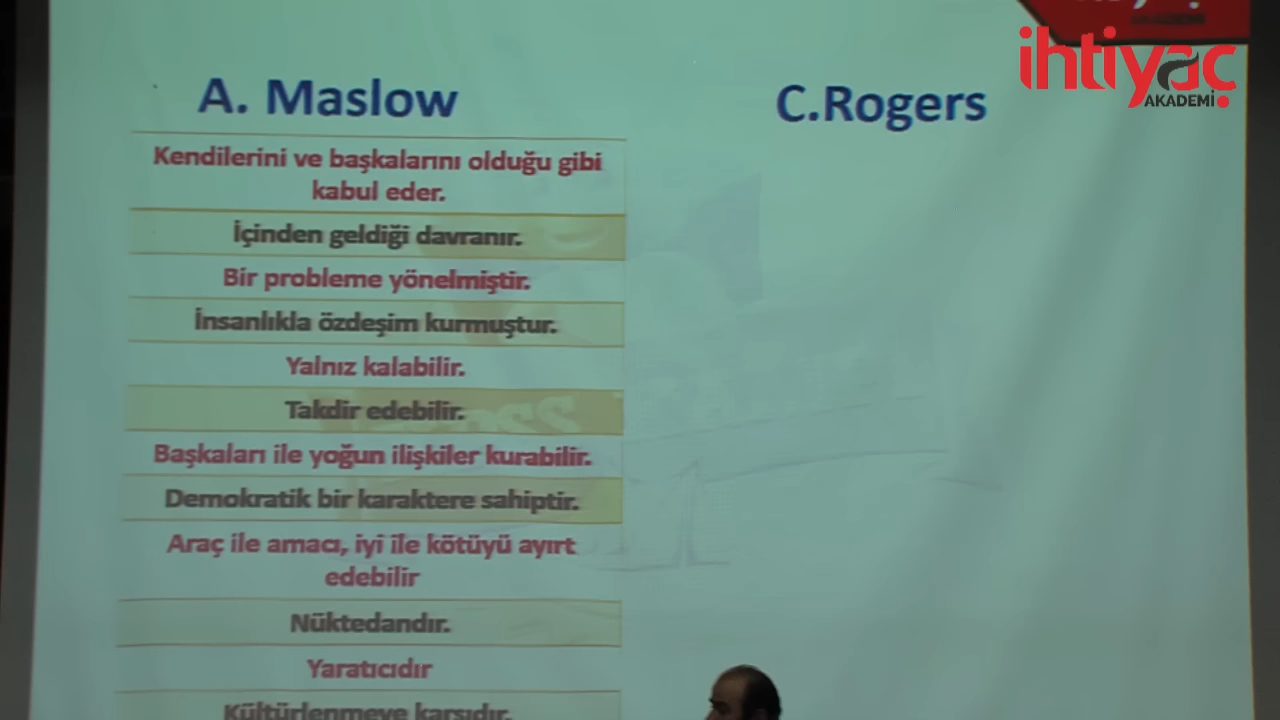 ihtiyaç
AKADEMİ
A. Maslow
C.Rogers
Kendilerini ve başkalarını olduğu gibi
kabul eder.
İçinden geldiği davranır.
Bir probleme yönelmiştir.
İnsanlıkla özdeşim kurmuştur.
Yalnız kalabilir.
Takdir edebilir.
Başkaları ile yoğun ilişkiler kurabilir.
Demokratik bir karaktere sahiptir.
Araç ile amacı, iyi ile kötüyü ayırt
edebilir
Nüktedandır.
Yaratıcıdır
Kültürlenmeye karşıdır.